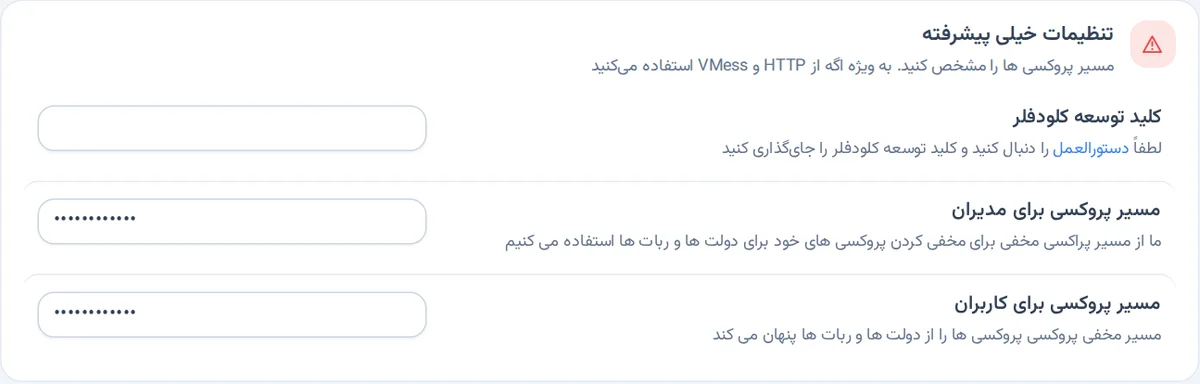 تنظیمات خیلی پیشرفته
مسیر پروکسی ها را مشخص کنید. به ویژه اگه از HTTP و VMess استفاده می‌کنید
کلید توسعه کلودفلر
لطفاً دستورالعمل را دنبال کنید و کلید توسعه کلودفلر را جای‌گذاری کنید
مسیر پروکسی برای مدیران
••••••••••••
ما از مسیر پراکسی مخفی برای مخفی کردن پروکسی های خود برای دولت ها و ربات ها استفاده می کنیم
مسیر پروکسی برای کاربران
••••••••••••
مسیر مخفی پروکسی پروکسی ها را از دولت ها و ربات ها پنهان می کند